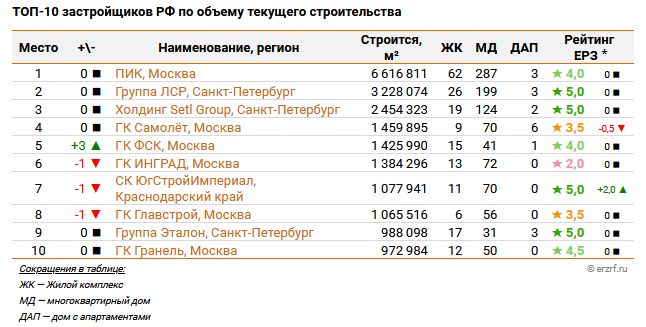 ТОП-10 застройщиков РФ по объему текущего строительства
Место +\- Наименование, регион Строится, м² ЖК МД ДАП Рейтинг ЕРЗ *
1 0 ■ ПИК, Москва 6 616 811 62 287 3 ★ 4,0 0 ■
2 0 ■ Группа ЛСР, Санкт-Петербург 3 228 074 26 199 3 ★ 5,0 0 ■
3 0 ■ Холдинг Setl Group, Санкт-Петербург 2 454 323 19 124 2 ★ 5,0 0 ■
4 0 ■ ГК Самолёт, Москва 1 459 895 9 70 6 ★ 3,5 -0,5 ▼
5 +3 ▲ ГК ФСК, Москва 1 425 990 15 41 1 ★ 4,0 0 ■
6 -1 ▼ ГК ИНГРАД, Москва 1 384 296 13 72 0 ★ 2,0 0 ■
7 -1 ▼ СК ЮгСтройИмпериал, Краснодарский край 1 077 941 11 70 0 ★ 5,0 +2,0 ▲
8 -1 ▼ ГК Главстрой, Москва 1 065 516 6 56 0 ★ 3,5 0 ■
9 0 ■ Группа Эталон, Санкт-Петербург 988 098 17 31 3 ★ 5,0 0 ■
10 0 ■ ГК Гранель, Москва 972 984 12 50 0 ★ 4,5 0 ■
Сокращения в таблице: © erzrf.ru
ЖК — Жилой комплекс
МД — многоквартирный дом
ДАП — дом с апартаментами